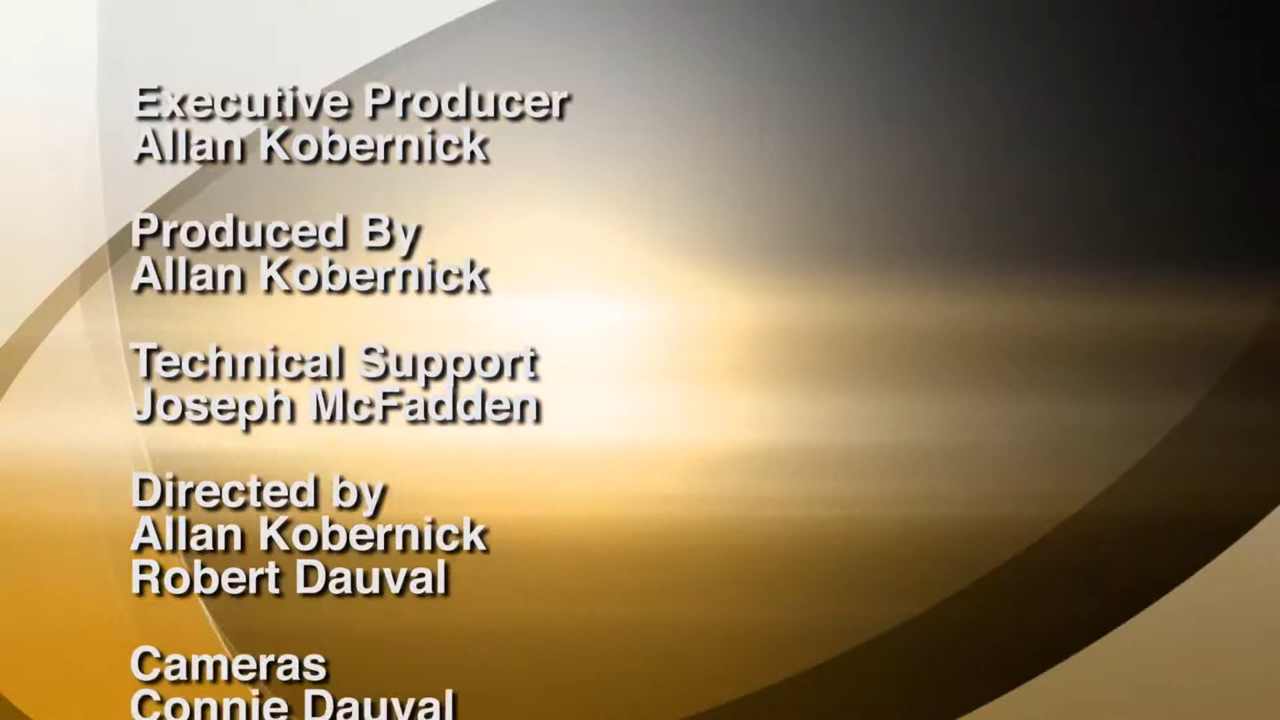 Executive Producer
Allan Kobernick
Produced By
Allan Kobernick
Technical Support
Joseph McFadden
Directed by
Allan Kobernick
Robert Dauval
Cameras
Connie Dauval